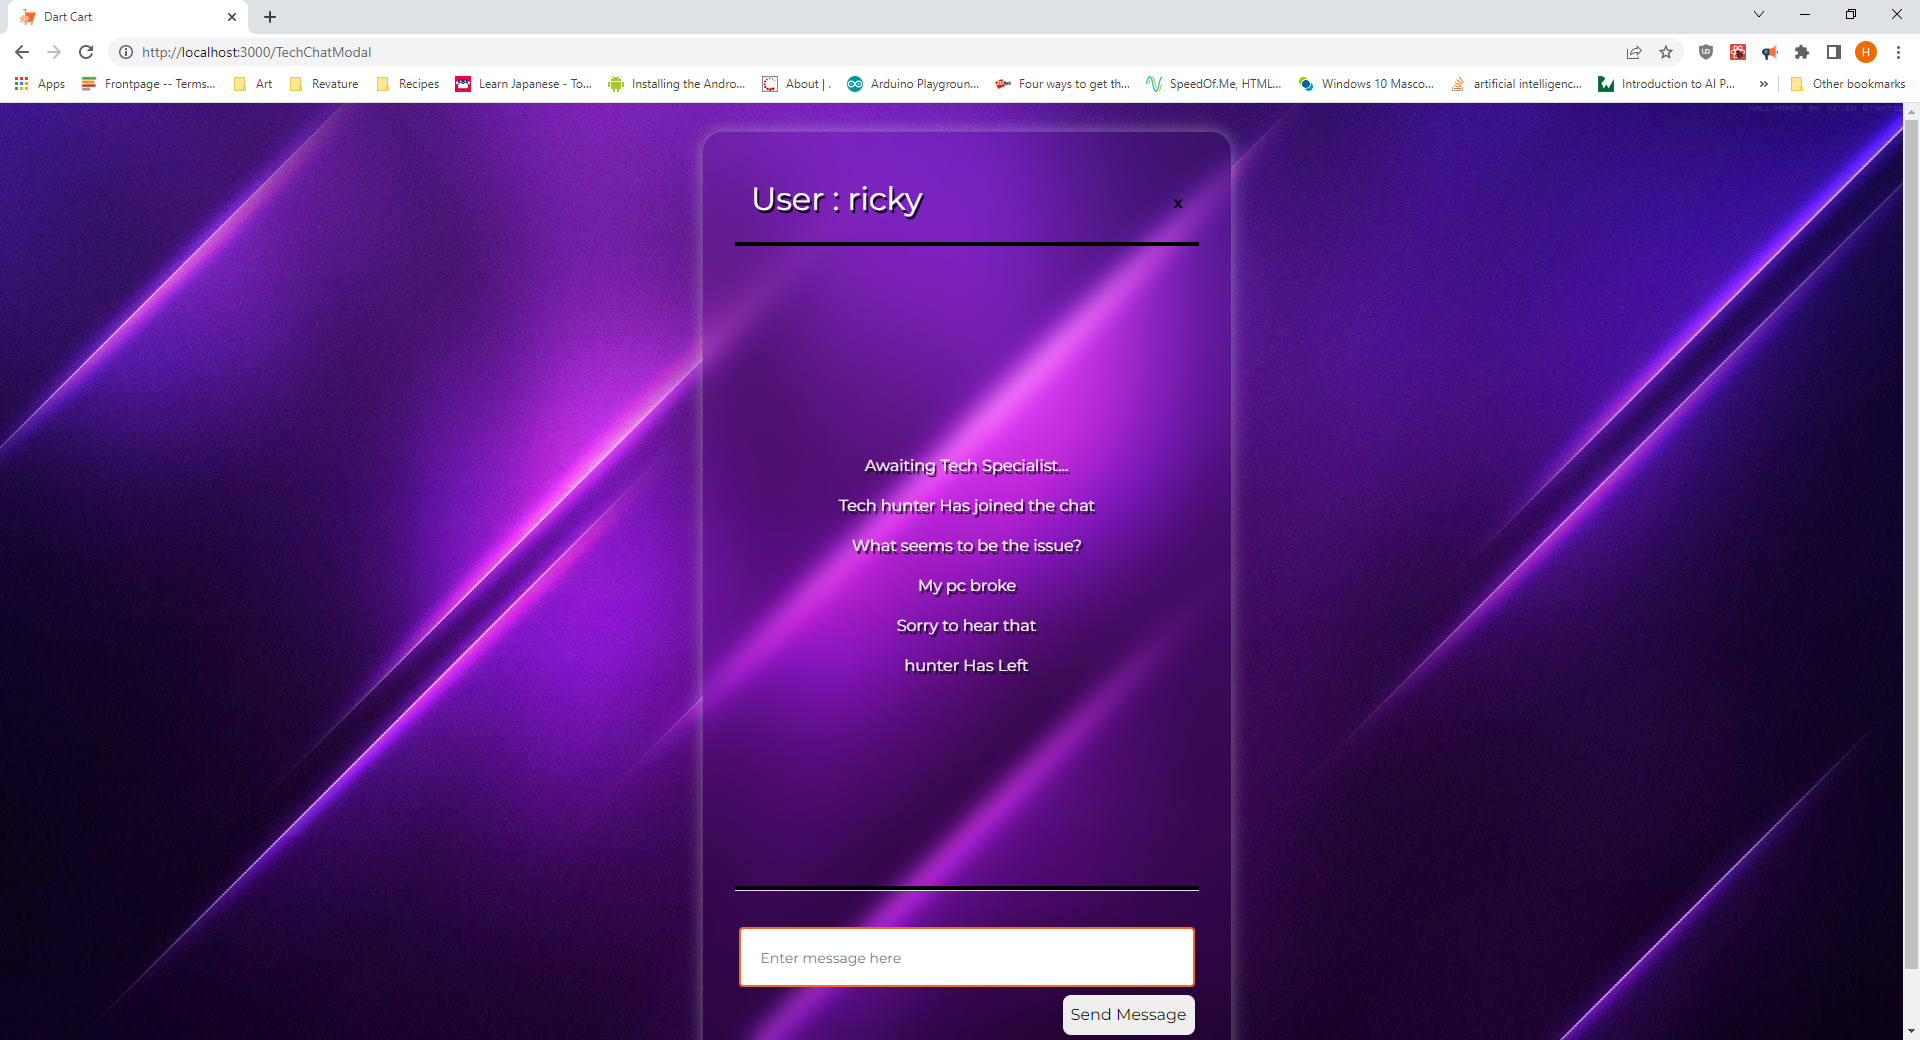 Dart Cart
http://localhost:3000/TechChatModal
H
Apps
Frontpage -- Terms...
Art
Revature
Recipes
Learn Japanese - To...
Installing the Andro...
About | .
Arduino Playgroun...
Four ways to get th...
SpeedOf.Me, HTML...
Windows 10 Masco...
artificial intelligenc...
Introduction to AI P...
»
Other bookmarks
WALLPAPER BY KEVIN
User : ricky
x
Awaiting Tech Specialist...
Tech hunter Has joined the chat
What seems to be the issue?
My pc broke
Sorry to hear that
hunter Has Left
Enter message here
Send Message